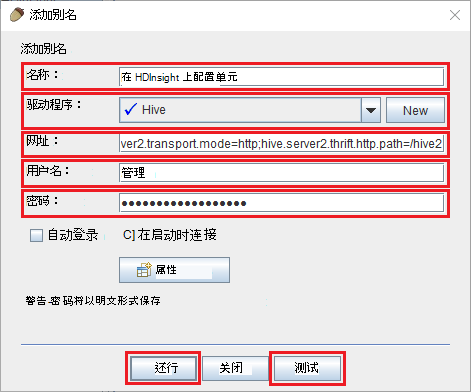 添加别名
添加别名
名称：
在 HDInsight 上配置单元
驱动程序：
Hive
New
网址：
ver2.transport.mode=http;hive.server2.thrift.http.path=/hive2
用户名：
管理
密码：
●●●●●●●●●●●●●●●●●●
自动登录 C]在启动时连接
属性
警告-密码将以明文形式保存
还行 关闭 测试